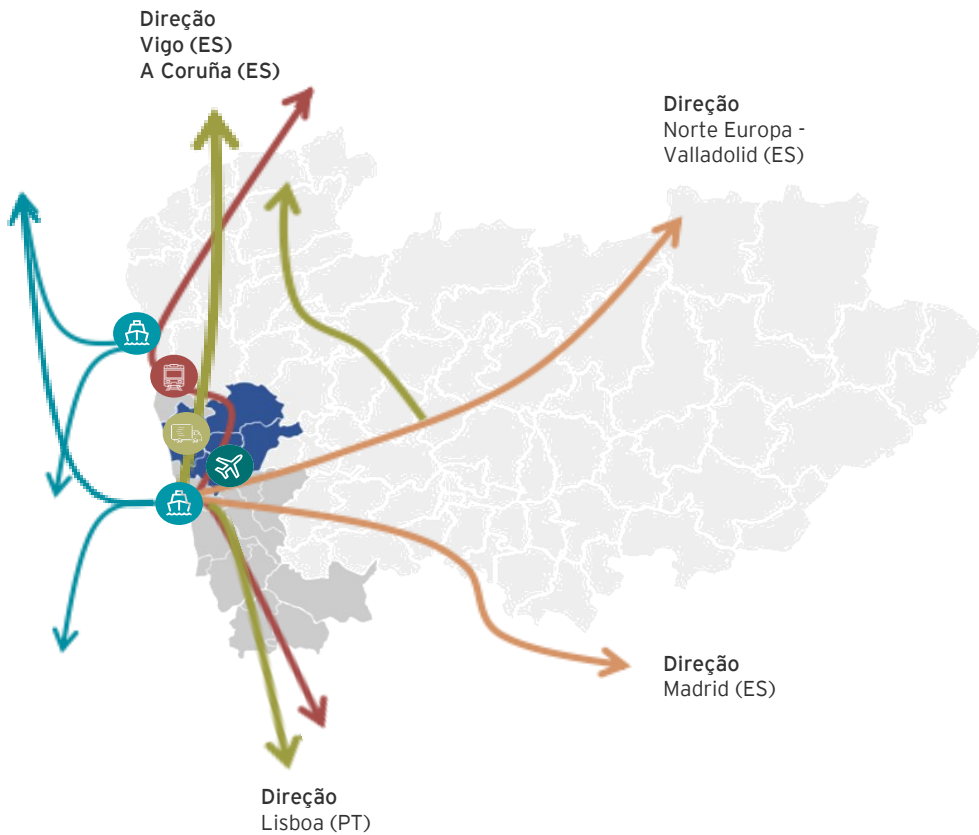 Direção
Vigo (ES)
A Coruña (ES)
Direção
Norte Europa -
Valladolid (ES)
Direção
Madrid (ES)
Direção
Lisboa (PT)